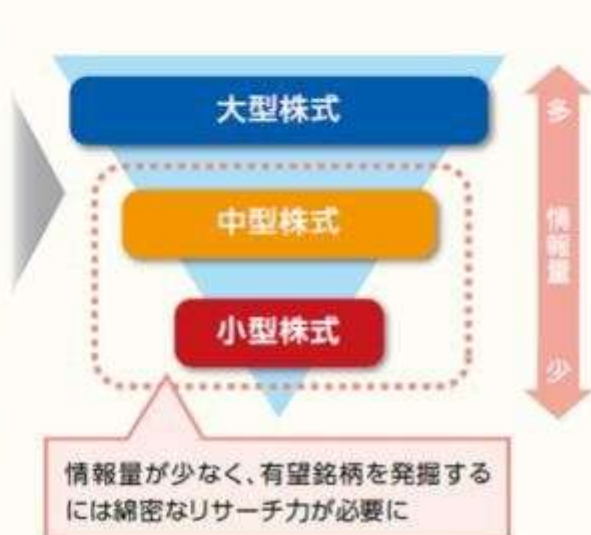 大型株式
中型株式
小型株式
多
情報量
少
情報量が少なく、有望銘柄を発掘する
には綿密なリサーチ力が必要に